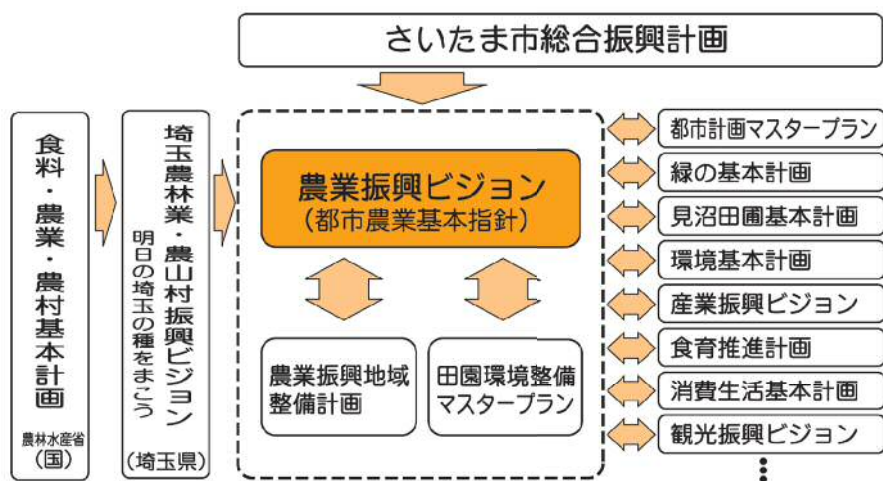 さいたま市総合振興計画
食料・農業・農村基本計画
農林水産省
（国）
埼玉農林業・農山村振興ビジョン
明日の埼玉の種をまこう
（埼玉県）
農業振興ビジョン
（都市農業基本指針）
農業振興地域
整備計画
田園環境整備
マスタープラン
都市計画マスタープラン
緑の基本計画
見沼田圃基本計画
環境基本計画
産業振興ビジョン
食育推進計画
消費生活基本計画
観光振興ビジョン